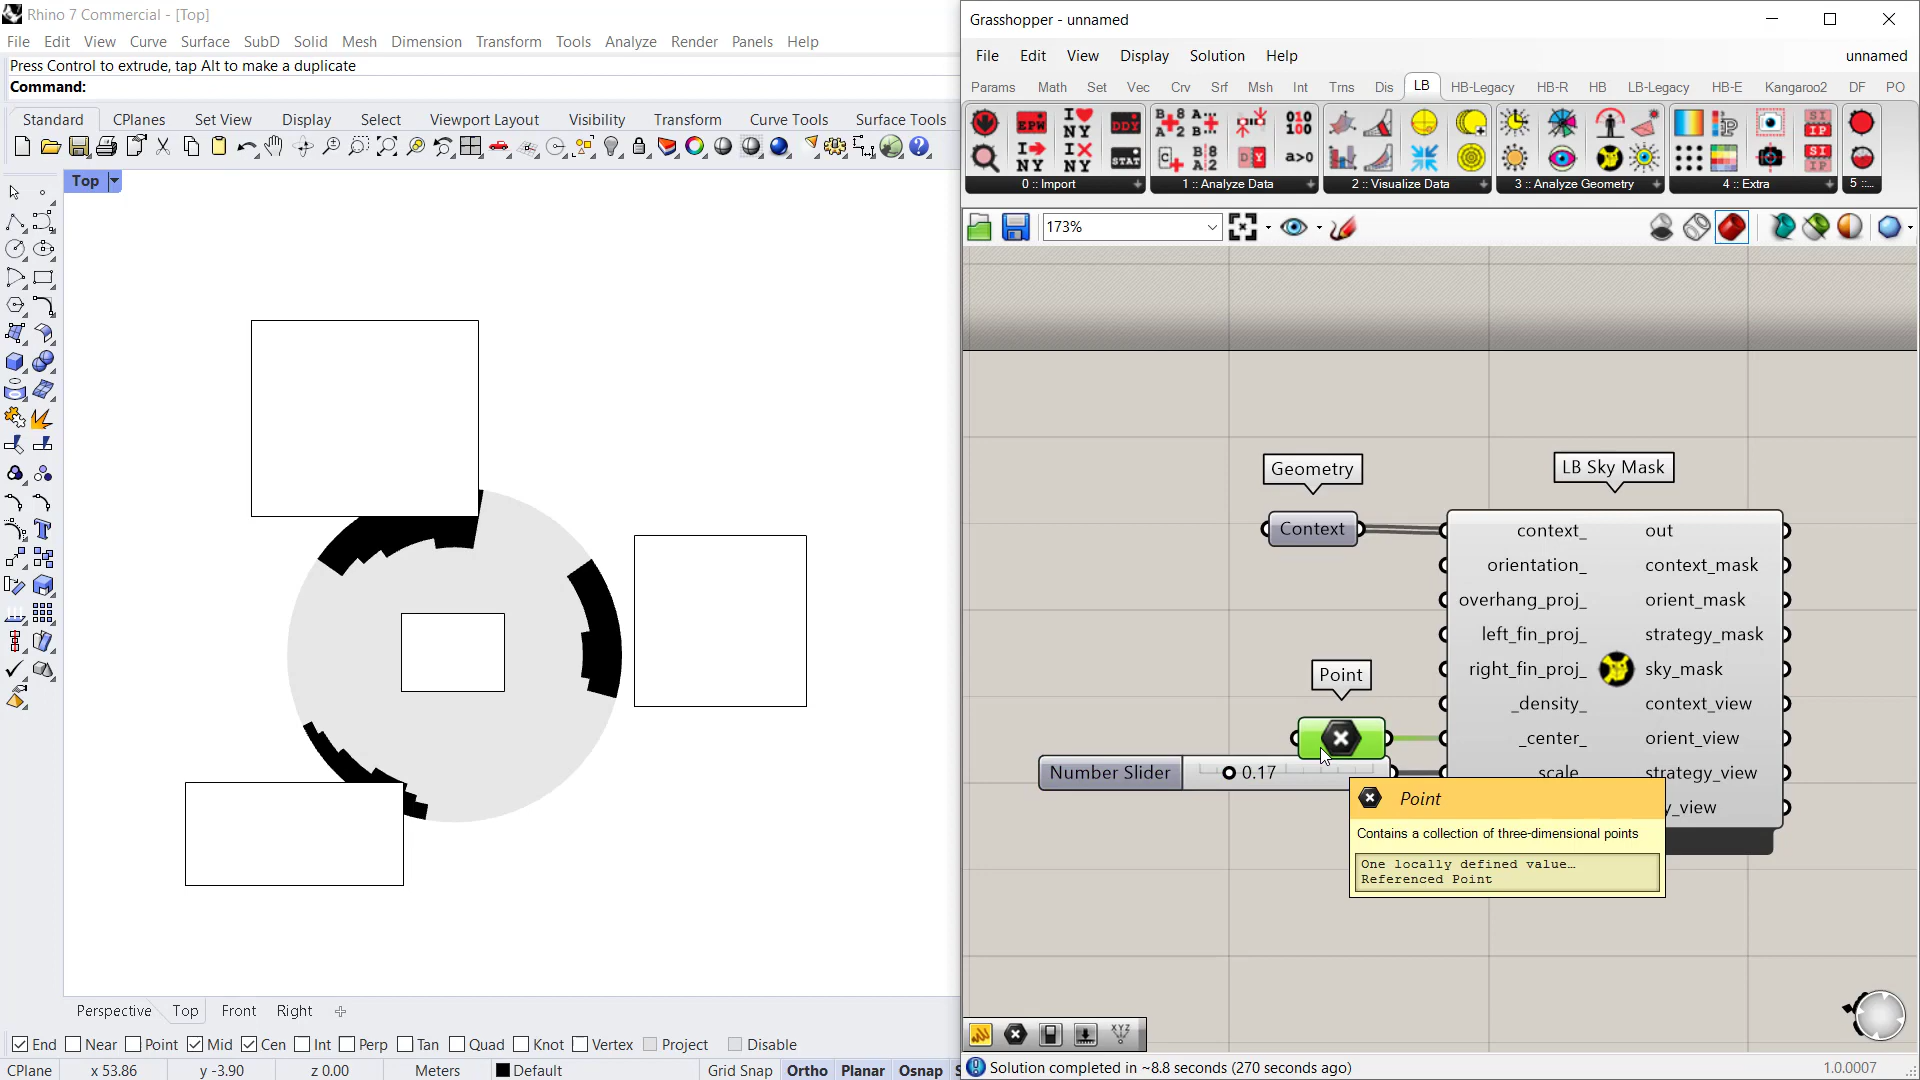 Rhino 7 Commercial - [Top]
File Edit View Curve Surface SubD Solid Mesh Dimension Transform Tools Analyze Render Panels Help
Press Control to extrude, tap Alt to make a duplicate
Command:
Standard CPlanes Set View Display Select Viewport Layout Visibility Transform Curve Tools Surface Tools
Top
Perspective Top Front Right
End Near Point Mid Cen Int Perp Tan Quad Knot Vertex Project Disable
CPlane x 53.86 y -3.90 z 0.00 Meters Default Grid Snap Ortho Planar Osnap S
Grasshopper - unnamed
File Edit View Display Solution Help unnamed
Params Math Set Vec Crv Srf Msh Int Trns Dis LB HB-Legacy HB-R HB LB-Legacy HB-E Kangaroo2 DF PO
0 :: Import 1 :: Analyze Data 2 :: Visualize Data 3 :: Analyze Geometry 4 :: Extra 5 ::...
173%
Geometry
LB Sky Mask
Context
context_ out
orientation_ context_mask
overhang_proj_ orient_mask
left_fin_proj_ strategy_mask
Point
right_fin_proj_ sky_mask
_density_ context_view
_center_ orient_view
Number Slider 0.17
_scale_ strategy_view
y_view
Point
Contains a collection of three-dimensional points
One locally defined value…
Referenced Point
Solution completed in ~8.8 seconds (270 seconds ago)
1.0.0007